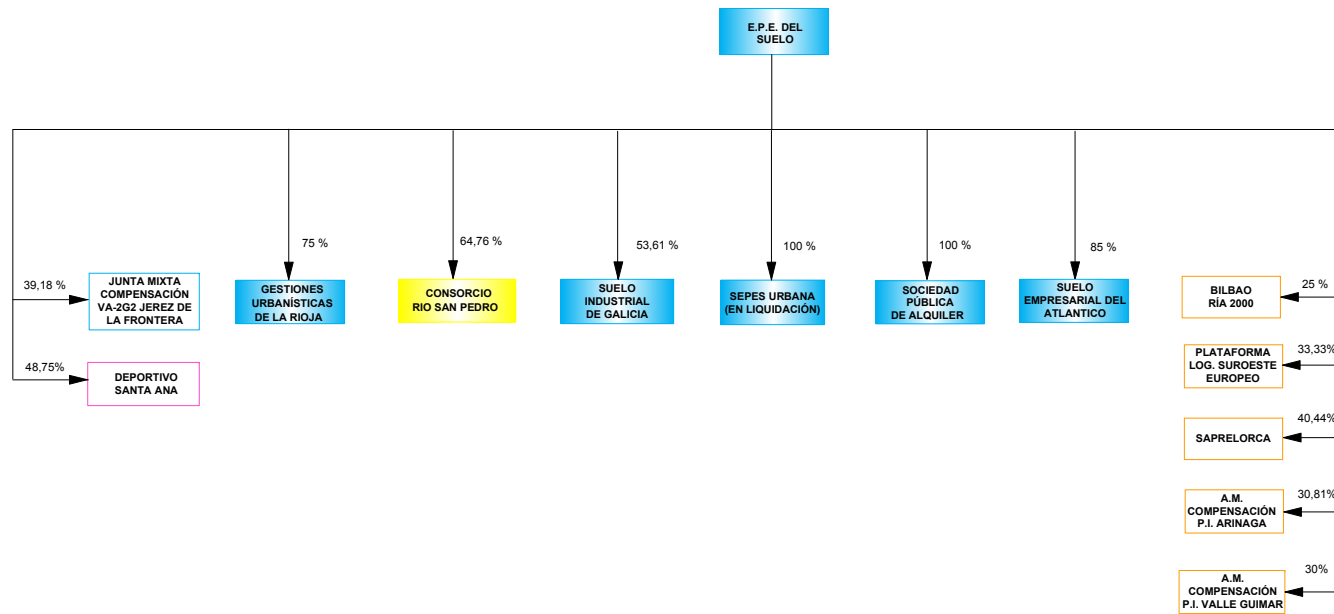 E.P.E. DEL
SUELO
39,18 %
JUNTA MIXTA
COMPENSACIÓN
VA-2G2 JEREZ DE
LA FRONTERA
48,75%
DEPORTIVO
SANTA ANA
75 %
GESTIONES
URBANÍSTICAS
DE LA RIOJA
64,76 %
CONSORCIO
RIO SAN PEDRO
53,61 %
SUELO
INDUSTRIAL
DE GALICIA
100 %
SEPES URBANA
(EN LIQUIDACIÓN)
100 %
SOCIEDAD
PÚBLICA
DE ALQUILER
85 %
SUELO
EMPRESARIAL DEL
ATLANTICO
25 %
BILBAO
RÍA 2000
33,33%
PLATAFORMA
LOG. SUROESTE
EUROPEO
40,44%
SAPRELORCA
30,81%
A.M.
COMPENSACIÓN
P.I. ARINAGA
30%
A.M.
COMPENSACIÓN
P.I. VALLE GUIMAR